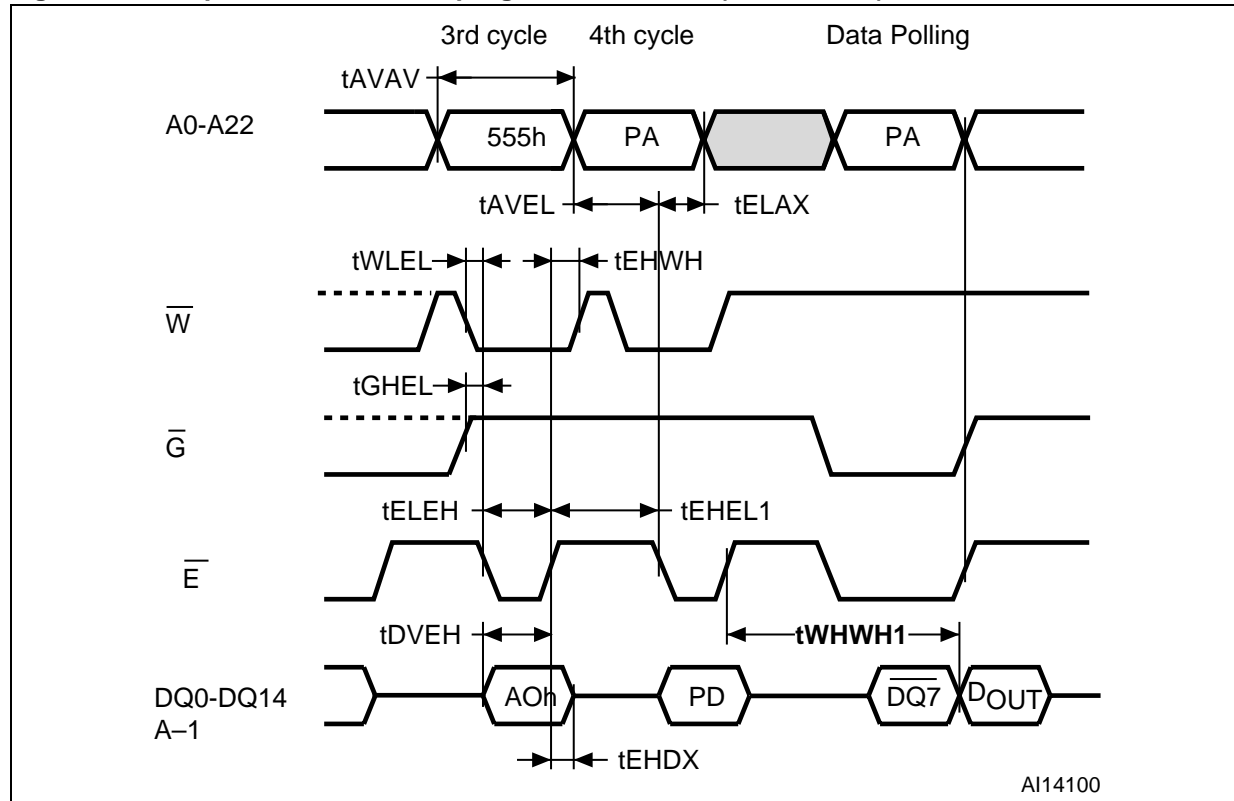 3rd cycle 4th cycle Data Polling
tAVAV
A0-A22 555h PA PA
tAVEL tELAX
tWLEL tEHWH
W
tGHEL
G
tELEH tEHEL1
E
tDVEH tWHWH1
DQ0-DQ14 AOh PD DQ7 DOUT
A–1
tEHDX
AI14100